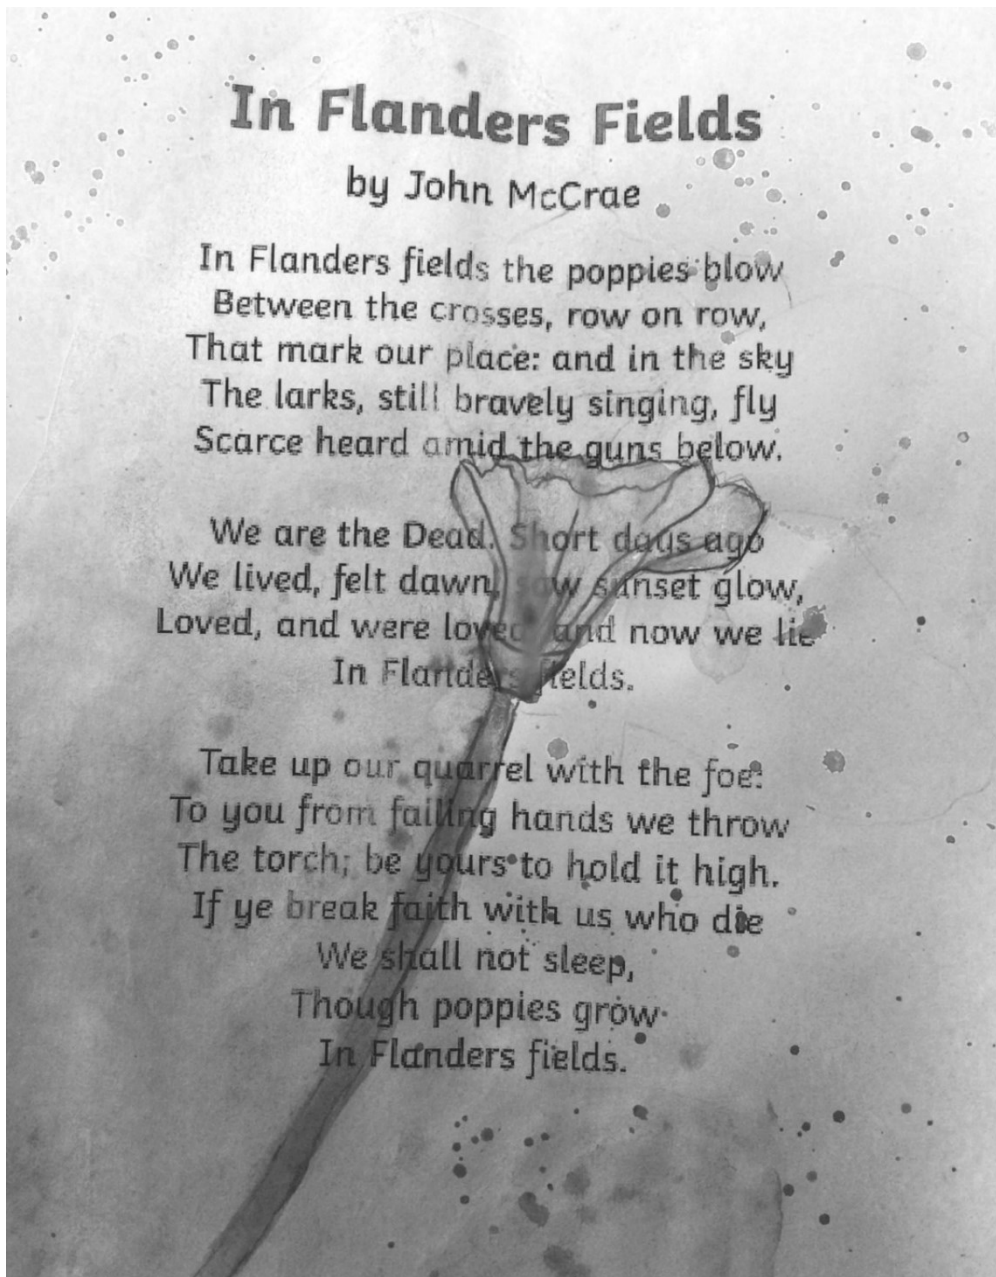 In Flanders Fields
by John McCrae
In Flanders fields the poppies blow
Between the crosses, row on row,
That mark our place: and in the sky
The larks, still bravely singing, fly
Scarce heard amid the guns below.
We are the Dead. Short days ago
We lived, felt dawn, saw sunset glow,
Loved, and were loved and now we lie
In Flanders fields.
Take up our quarrel with the foe:
To you from failing hands we throw
The torch; be yours to hold it high.
If ye break faith with us who die
We shall not sleep,
Though poppies grow
In Flanders fields.